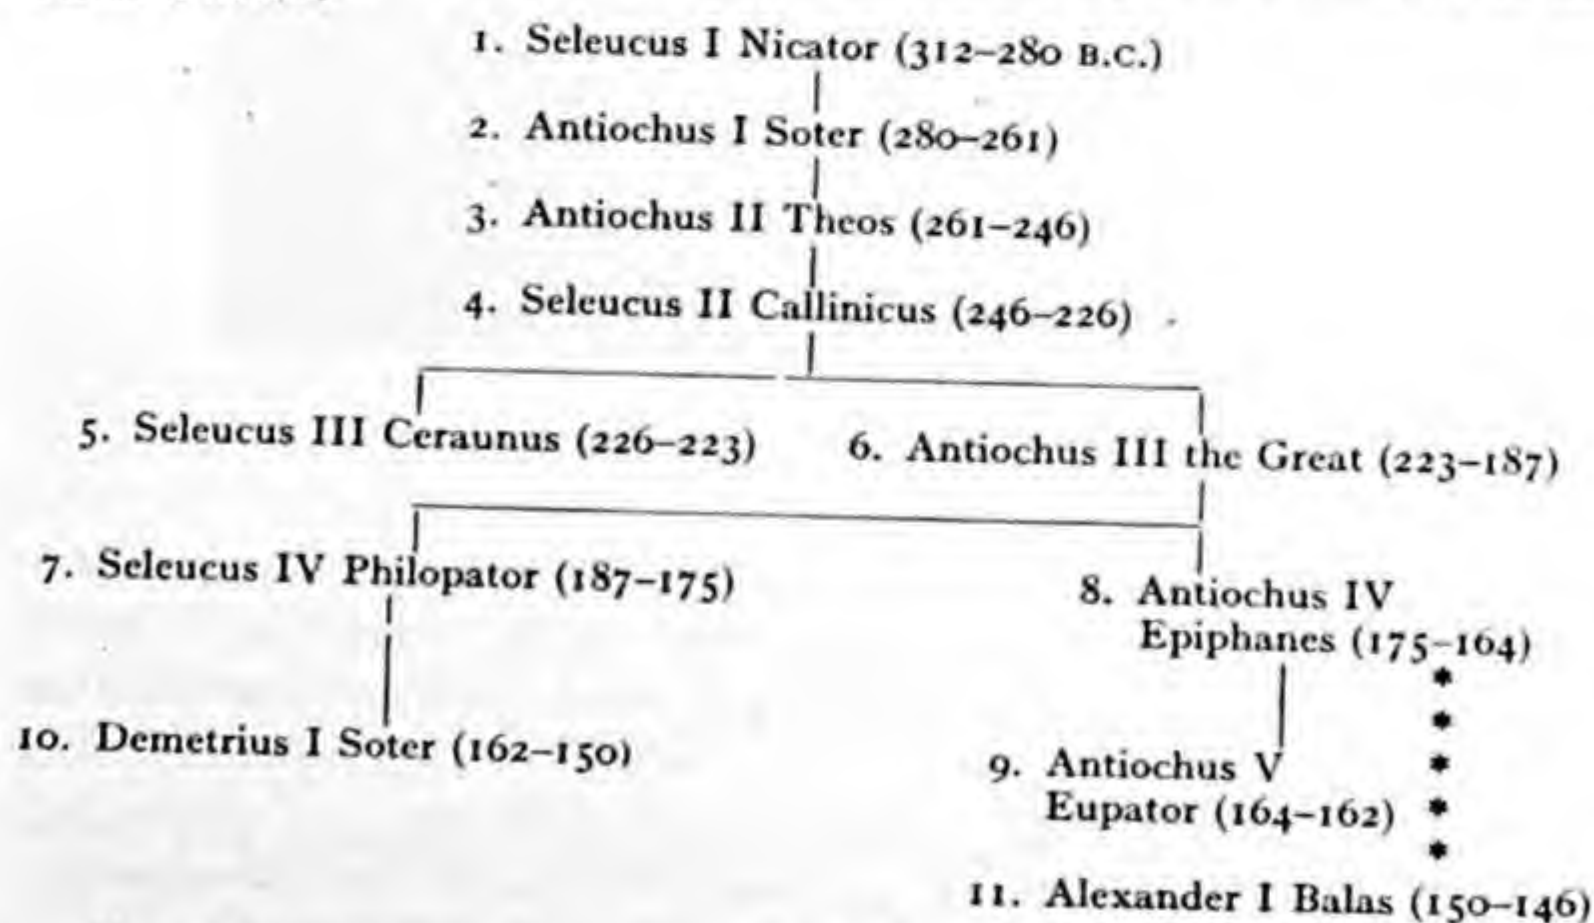 1. Seleucus I Nicator (312–280 B.C.)
2. Antiochus I Soter (280–261)
3. Antiochus II Theos (261–246)
4. Seleucus II Callinicus (246–226)
5. Seleucus III Ceraunus (226–223)
6. Antiochus III the Great (223–187)
7. Seleucus IV Philopator (187–175)
8. Antiochus IV
Epiphanes (175–164)
10. Demetrius I Soter (162–150)
9. Antiochus V
Eupator (164–162)
11. Alexander I Balas (150–146)